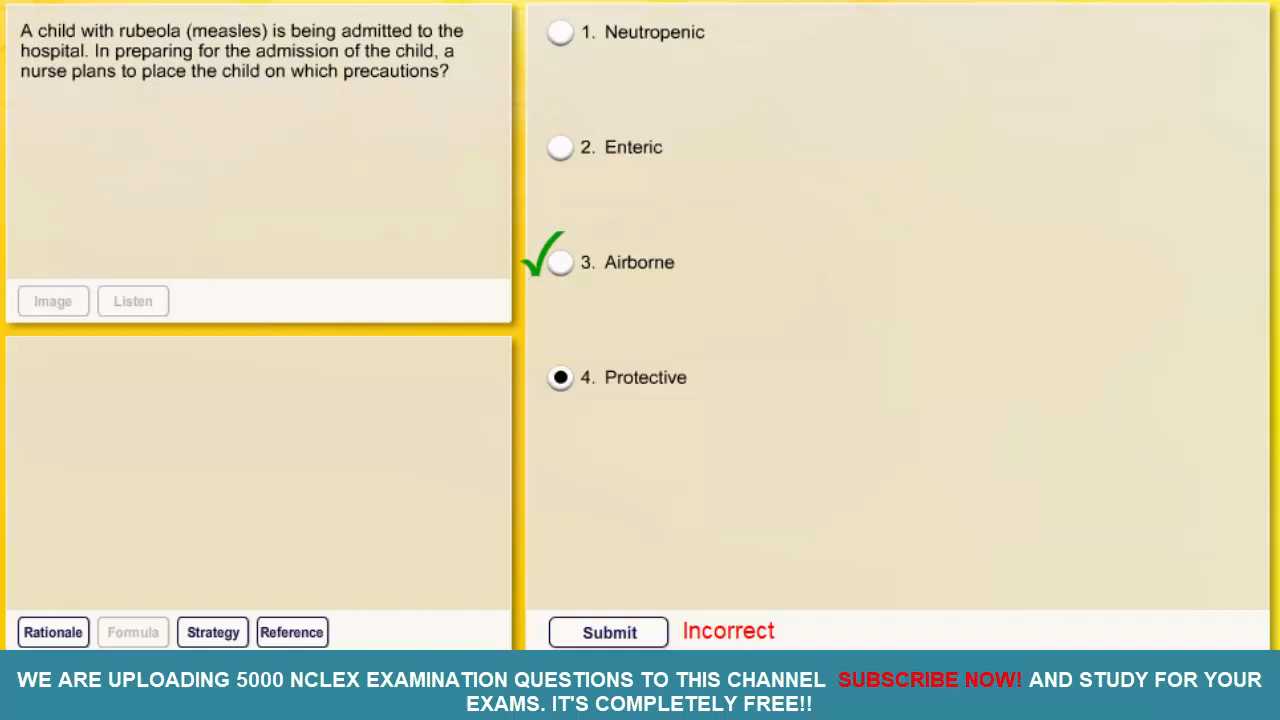 A child with rubeola (measles) is being admitted to the
hospital. In preparing for the admission of the child, a
nurse plans to place the child on which precautions?
Image Listen
1. Neutropenic
2. Enteric
3. Airborne
4. Protective
Rationale Formula Strategy Reference
Submit Incorrect
WE ARE UPLOADING 5000 NCLEX EXAMINATION QUESTIONS TO THIS CHANNEL SUBSCRIBE NOW! AND STUDY FOR YOUR
EXAMS. IT'S COMPLETELY FREE!!